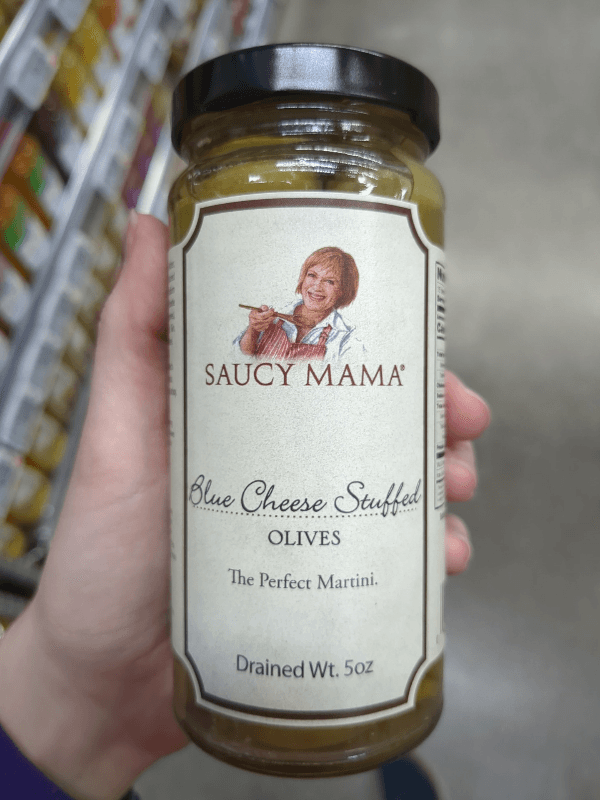 SAUCY MAMA®
Blue Cheese Stuffed
OLIVES
The Perfect Martini.
Drained Wt. 5oz